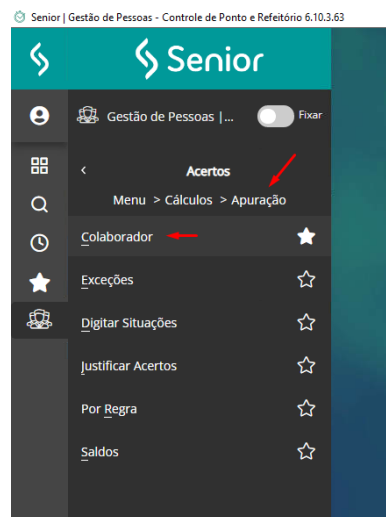 Senior | Gestão de Pessoas - Controle de Ponto e Refeitório 6.10.3.63
Senior
Gestão de Pessoas |... Fixar
< Acertos
Menu > Cálculos > Apuração
Colaborador
Exceções
Digitar Situações
Justificar Acertos
Por Regra
Saldos